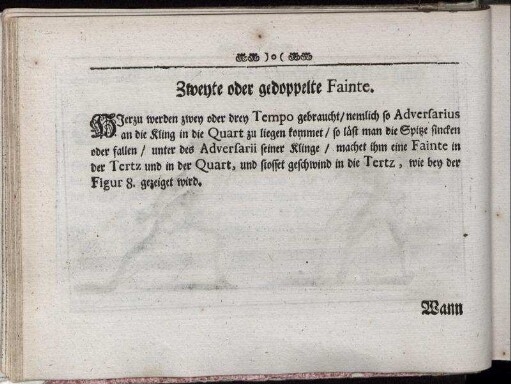 )o(
Zweyte oder gedoppelte Fainte.
HIerzu werden zwey oder drey Tempo gebraucht/ nemlich so Adversarius
an die Kling in die Quart zu liegen kommet/ so läst man die Spitze sincken
oder fallen/ unter des Adversarii seiner Klinge/ machet ihm eine Fainte in
der Tertz und in der Quart, und stosset geschwind in die Tertz, wie bey der
Figur 8. gezeiget wird.
Wann